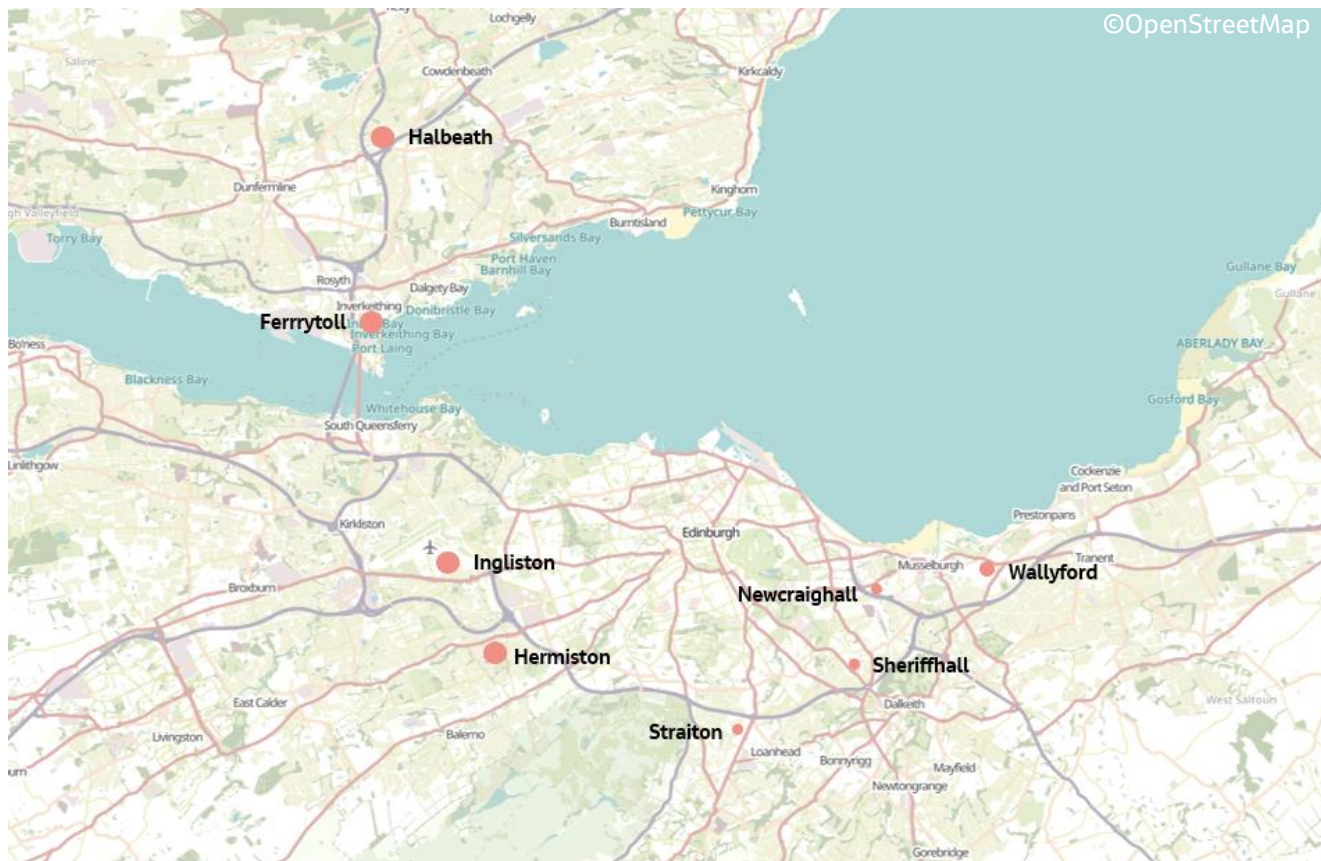 ©OpenStreetMap
Lochgelly
Saline
Cowdenbeath
Kirkcaldy
Halbeath
Dunfermline
Kinghorn
gh Valleyfield
Pettycur Bay
Burntisland
Torry Bay
Silversands Bay
Port Haven
Barnhill Bay
Gullane Bay
Rosyth
Dalgety Bay
Gullane
Inverkeithing
Donibristle Bay
Ferrrytoll
Inverkeithing Bay
Port Laing
Bo'ness
ABERLADY BAY
Blackness Bay
Gosford Bay
Whitehouse Bay
South Queensferry
Linlithgow
Cockenzie
and Port Seton
Prestonpans
Kirkliston
Edinburgh
Tranent
Ingliston
Musselburgh
Wallyford
Broxburn
Newcraighall
Hermiston
Sheriffhall
East Calder
West Saltoun
Dalkeith
Livingston
Balerno
Straiton
Loanhead
Bonnyrigg
Mayfield
Newtongrange
Gorebridge